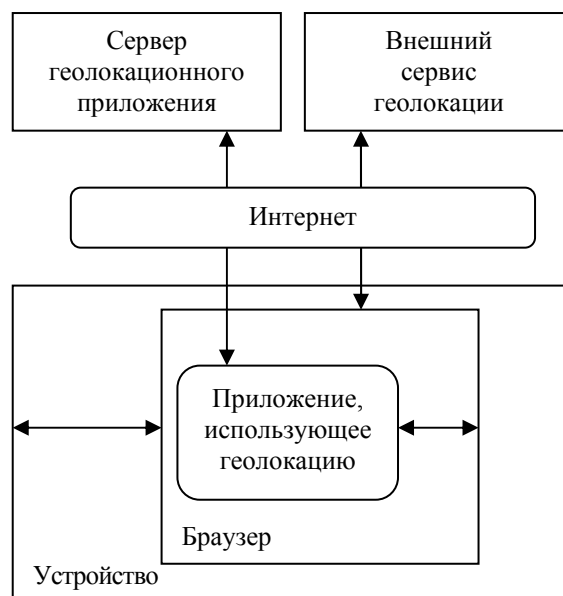 Сервер
геолокационного
приложения
Внешний
сервис
геолокации
Интернет
Приложение,
использующее
геолокацию
Браузер
Устройство